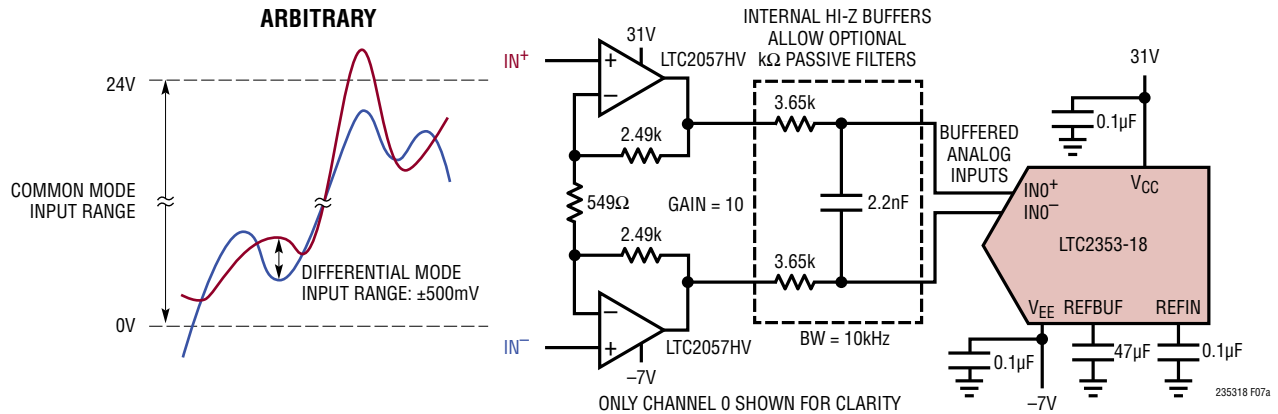 ARBITRARY
24V
COMMON MODE
INPUT RANGE
0V
DIFFERENTIAL MODE
INPUT RANGE: ±500mV
IN+
31V
LTC2057HV
2.49k
549Ω
GAIN = 10
2.49k
IN–
LTC2057HV
–7V
INTERNAL HI-Z BUFFERS
ALLOW OPTIONAL
kΩ PASSIVE FILTERS
3.65k
2.2nF
3.65k
BW = 10kHz
BUFFERED
ANALOG
INPUTS
31V
0.1µF
VCC
IN0+
IN0–
LTC2353-18
VEE
REFBUF
REFIN
0.1µF
47µF
0.1µF
–7V
ONLY CHANNEL 0 SHOWN FOR CLARITY
235318 F07a